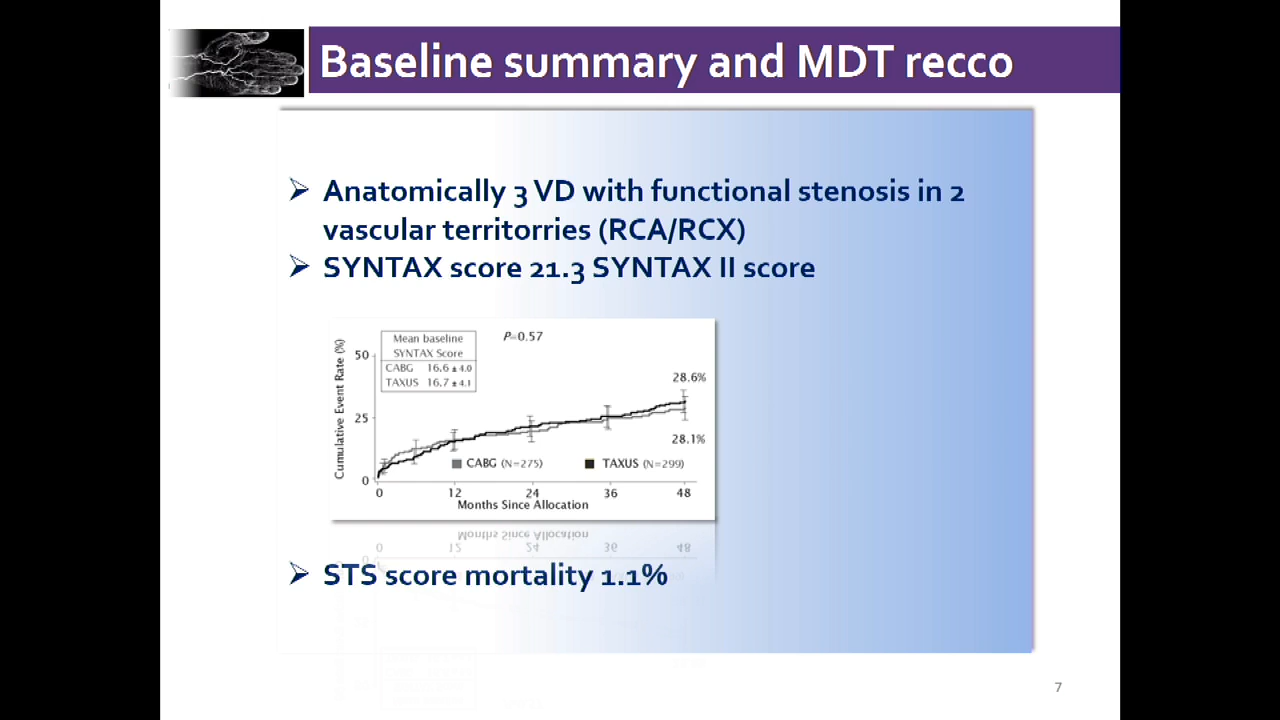 Baseline summary and MDT recco
Anatomically 3 VD with functional stenosis in 2
vascular territorries (RCA/RCX)
SYNTAX score 21.3 SYNTAX II score
Mean baseline
SYNTAX Score
CABG 16.6 ± 4.0
TAXUS 16.7 ± 4.1
P=0.57
Cumulative Event Rate (%)
50
25
0
28.6%
28.1%
CABG (N=275) TAXUS (N=299)
0 12 24 36 48
Months Since Allocation
STS score mortality 1.1%
7